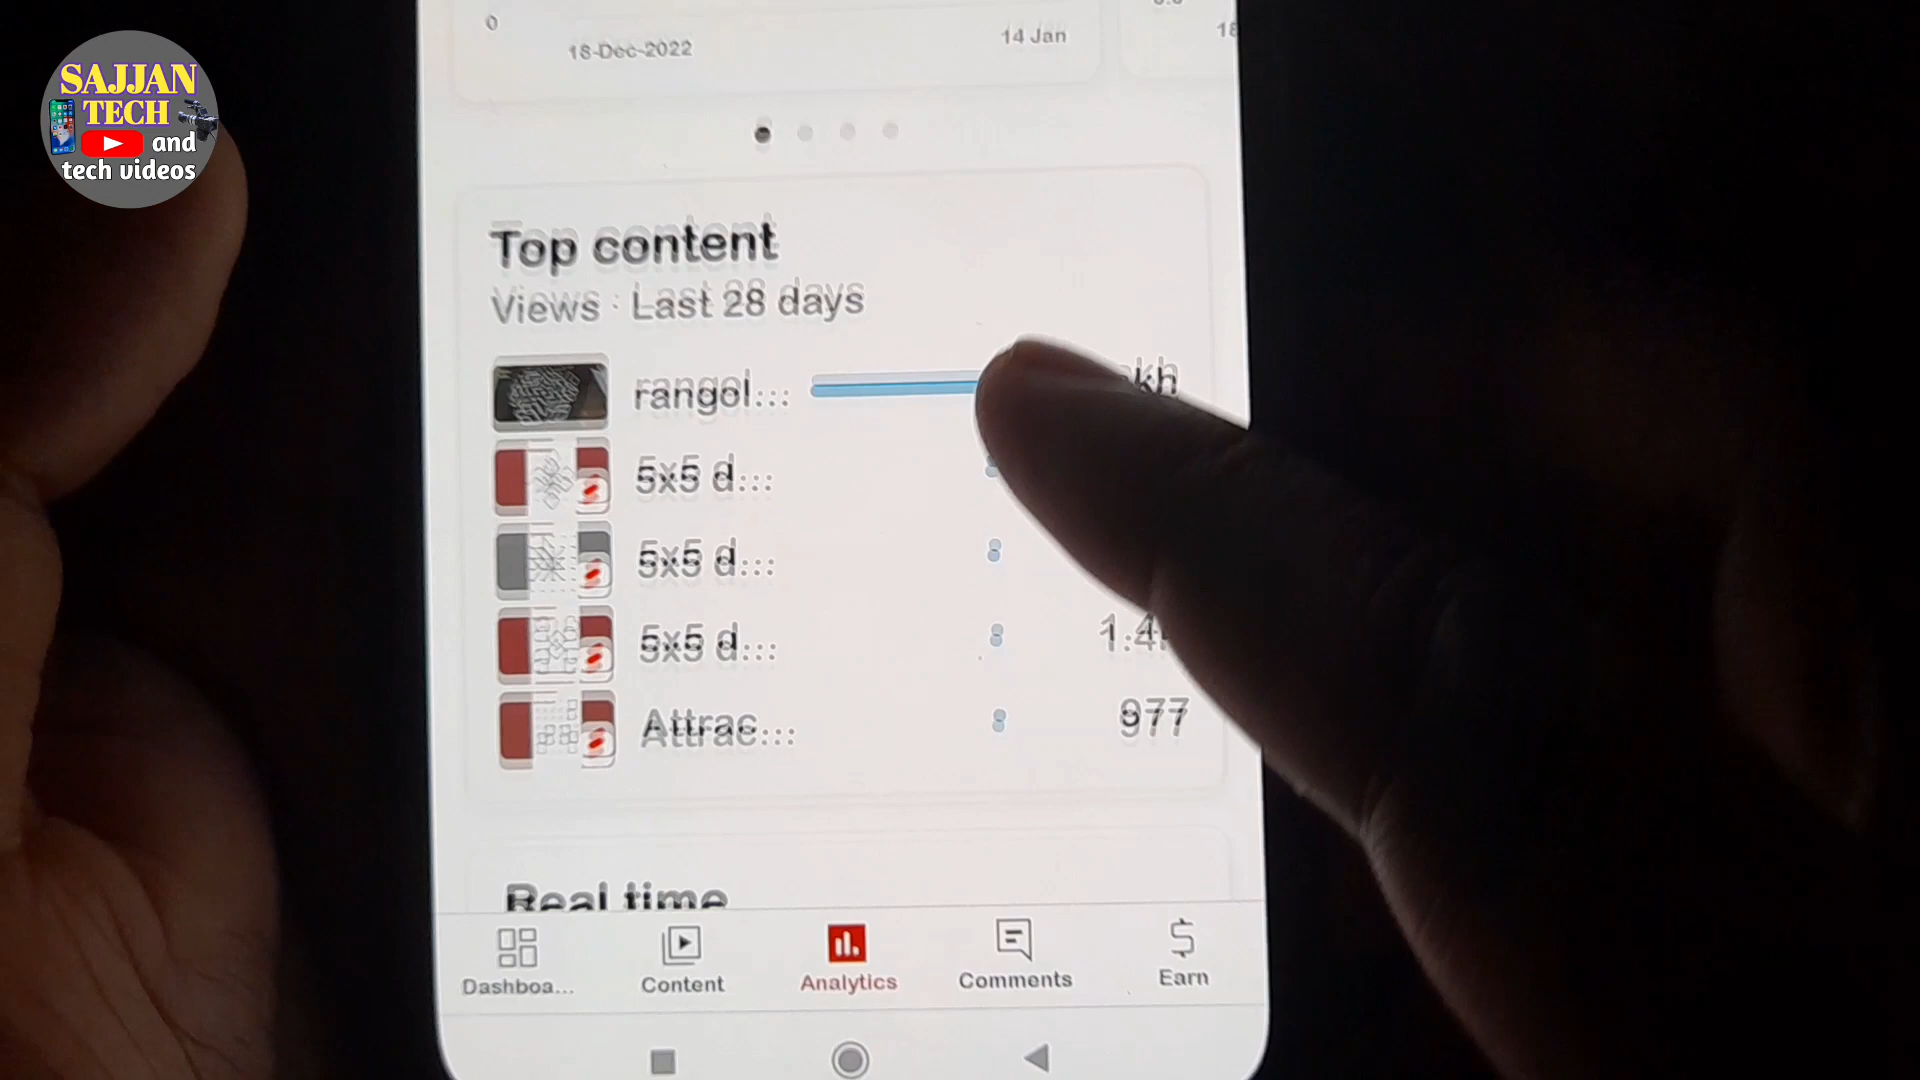 SAJJAN
TECH
and
tech videos
0
18-Dec-2022
14 Jan
18
Top content
Views · Last 28 days
rangol...
5x5 d...
5x5 d...
5x5 d...
Attrac...
977
Real time
Dashboa...
Content
Analytics
Comments
Earn